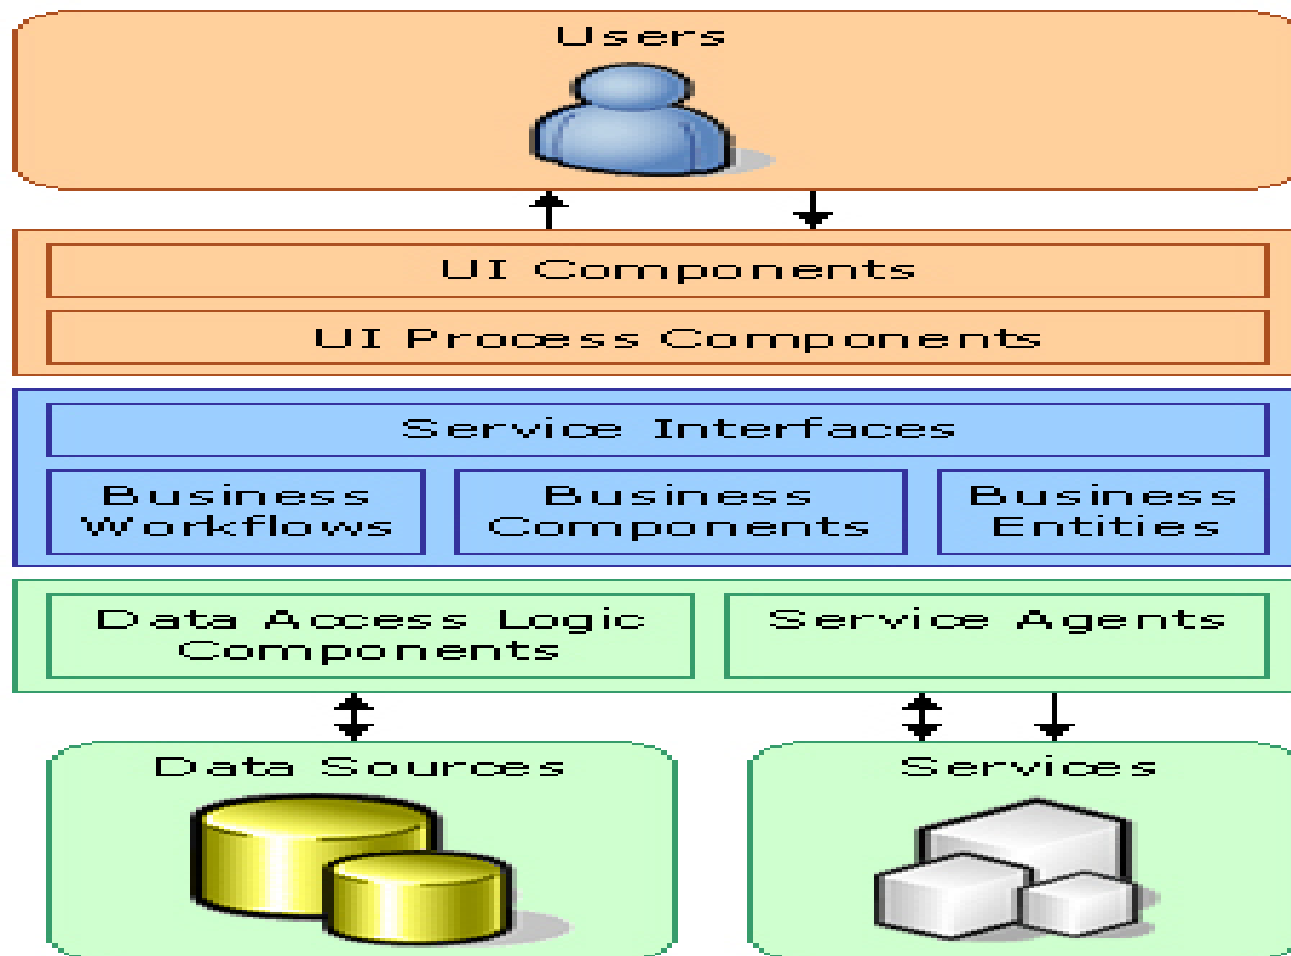 Users
UI Components
UI Process Components
Service Interfaces
Business
Workflows
Business
Components
Business
Entities
Data Access Logic
Components
Service Agents
Data Sources
Services